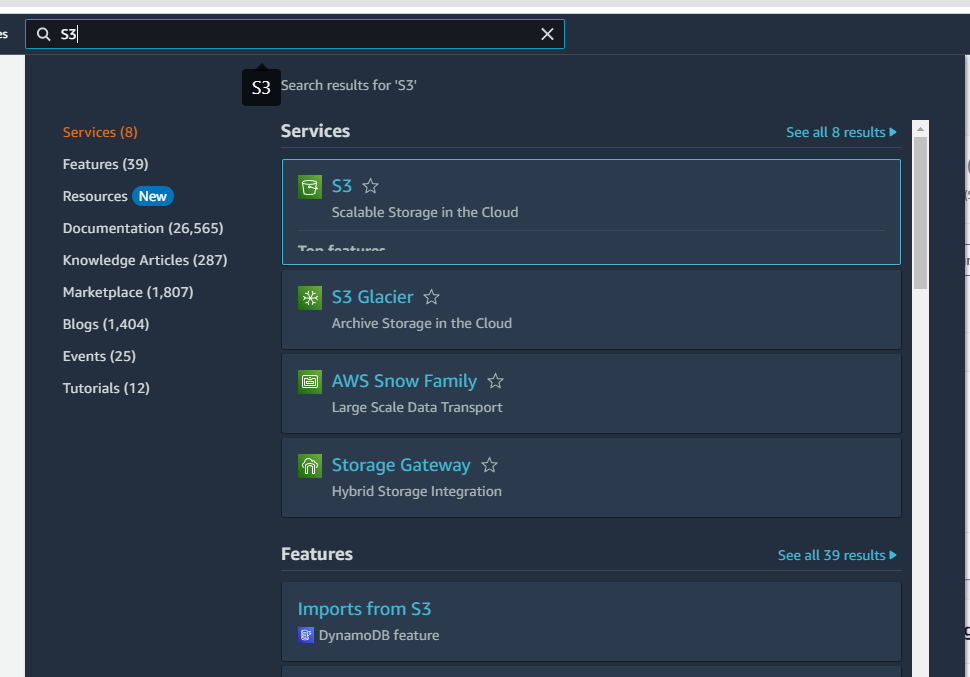 es
S3
S3
Search results for 'S3'
Services (8)
Features (39)
Resources New
Documentation (26,565)
Knowledge Articles (287)
Marketplace (1,807)
Blogs (1,404)
Events (25)
Tutorials (12)
Services
See all 8 results
S3
Scalable Storage in the Cloud
Top features
S3 Glacier
Archive Storage in the Cloud
AWS Snow Family
Large Scale Data Transport
Storage Gateway
Hybrid Storage Integration
Features
See all 39 results
Imports from S3
DynamoDB feature